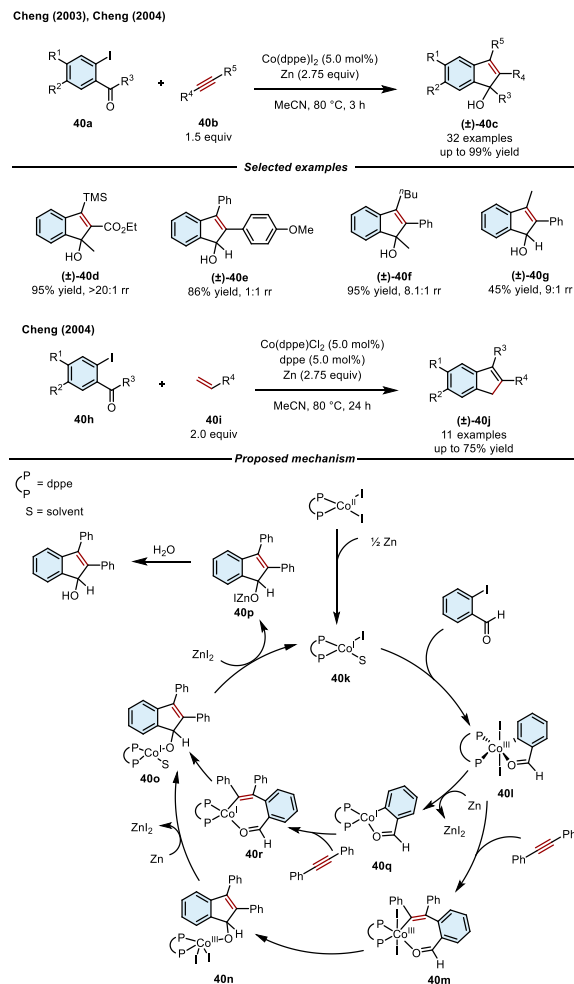 Cheng (2003), Cheng (2004)
R¹ I R³ R² O
+
R⁵ R⁴
Co(dppe)I₂ (5.0 mol%)
Zn (2.75 equiv)
MeCN, 80 °C, 3 h
R¹ R⁵ R⁴ R² HO R³
40a
40b
1.5 equiv
(±)-40c
32 examples
up to 99% yield
Selected examples
TMS CO₂Et HO Me
Ph OMe HO H
ⁿBu Ph HO Me
Ph HO H
(±)-40d
95% yield, >20:1 rr
(±)-40e
86% yield, 1:1 rr
(±)-40f
95% yield, 8.1:1 rr
(±)-40g
45% yield, 9:1 rr
Cheng (2004)
R¹ I R³ R² O
+
R⁴
Co(dppe)Cl₂ (5.0 mol%)
dppe (5.0 mol%)
Zn (2.75 equiv)
MeCN, 80 °C, 24 h
R¹ R³ R⁴ R²
40h
40i
2.0 equiv
(±)-40j
11 examples
up to 75% yield
Proposed mechanism
P P = dppe
S = solvent
P P Coᴵᴵ I I
½ Zn
Ph Ph HO H
H₂O
Ph Ph IZnO H
40p
I H O
ZnI₂
P P Coᴵ I S
40k
Ph Ph H O P P Coᴵ S
40o
P P Coᴵᴵᴵ I I O H
40l
Ph Ph P P Coᴵ O H
40r
P P Coᴵ O H
40q
Zn
ZnI₂
Ph Ph
Ph Ph
ZnI₂
Zn
Ph Ph H O P P Coᴵᴵᴵ I I
40n
Ph Ph P P Coᴵᴵᴵ I I O H
40m